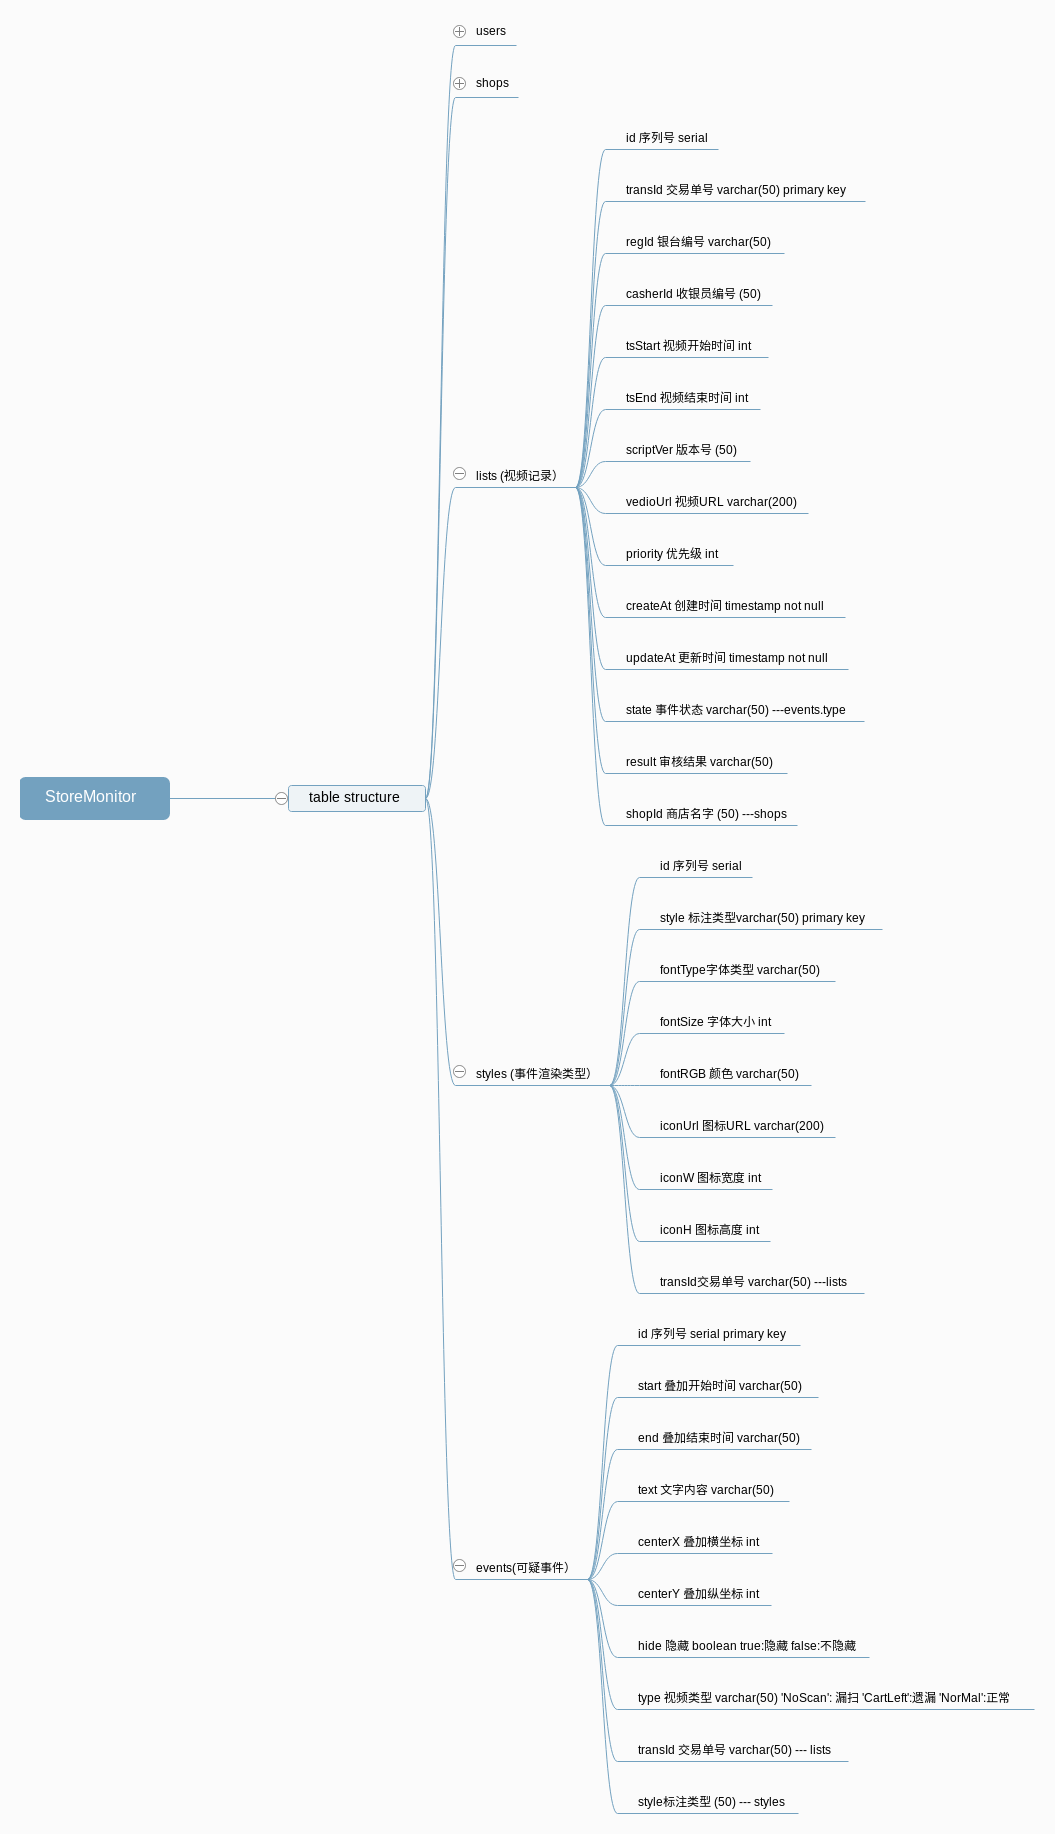 users
shops
id 序列号 serial
transId 交易单号 varchar(50) primary key
regId 银台编号 varchar(50)
casherId 收银员编号 (50)
tsStart 视频开始时间 int
tsEnd 视频结束时间 int
scriptVer 版本号 (50)
lists (视频记录）
vedioUrl 视频URL varchar(200)
priority 优先级 int
createAt 创建时间 timestamp not null
updateAt 更新时间 timestamp not null
state 事件状态 varchar(50) ---events.type
result 审核结果 varchar(50)
shopId 商店名字 (50) ---shops
StoreMonitor
table structure
id 序列号 serial
style 标注类型varchar(50) primary key
fontType字体类型 varchar(50)
fontSize 字体大小 int
fontRGB 颜色 varchar(50)
styles (事件渲染类型）
iconUrl 图标URL varchar(200)
iconW 图标宽度 int
iconH 图标高度 int
transId交易单号 varchar(50) ---lists
id 序列号 serial primary key
start 叠加开始时间 varchar(50)
end 叠加结束时间 varchar(50)
text 文字内容 varchar(50)
centerX 叠加横坐标 int
events(可疑事件）
centerY 叠加纵坐标 int
hide 隐藏 boolean true:隐藏 false:不隐藏
type 视频类型 varchar(50) 'NoScan': 漏扫 'CartLeft':遗漏 'NorMal':正常
transId 交易单号 varchar(50) --- lists
style标注类型 (50) --- styles